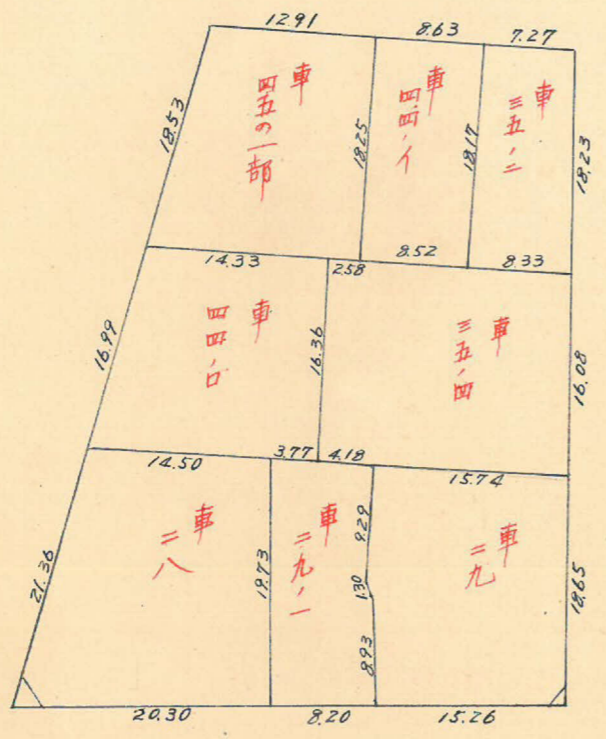 12.91
8.63
7.27
18.53
車
四五の一部
18.25
車
四四ノイ
18.17
車
三五ノ二
18.23
14.33
2.58
8.52
8.33
16.99
車
四四ノロ
16.36
車
三五ノ四
16.08
14.50
3.77
4.18
15.74
21.36
車
二八
19.73
車
二九ノ一
9.29
1.30
8.93
車
二九
18.65
20.30
8.20
15.26